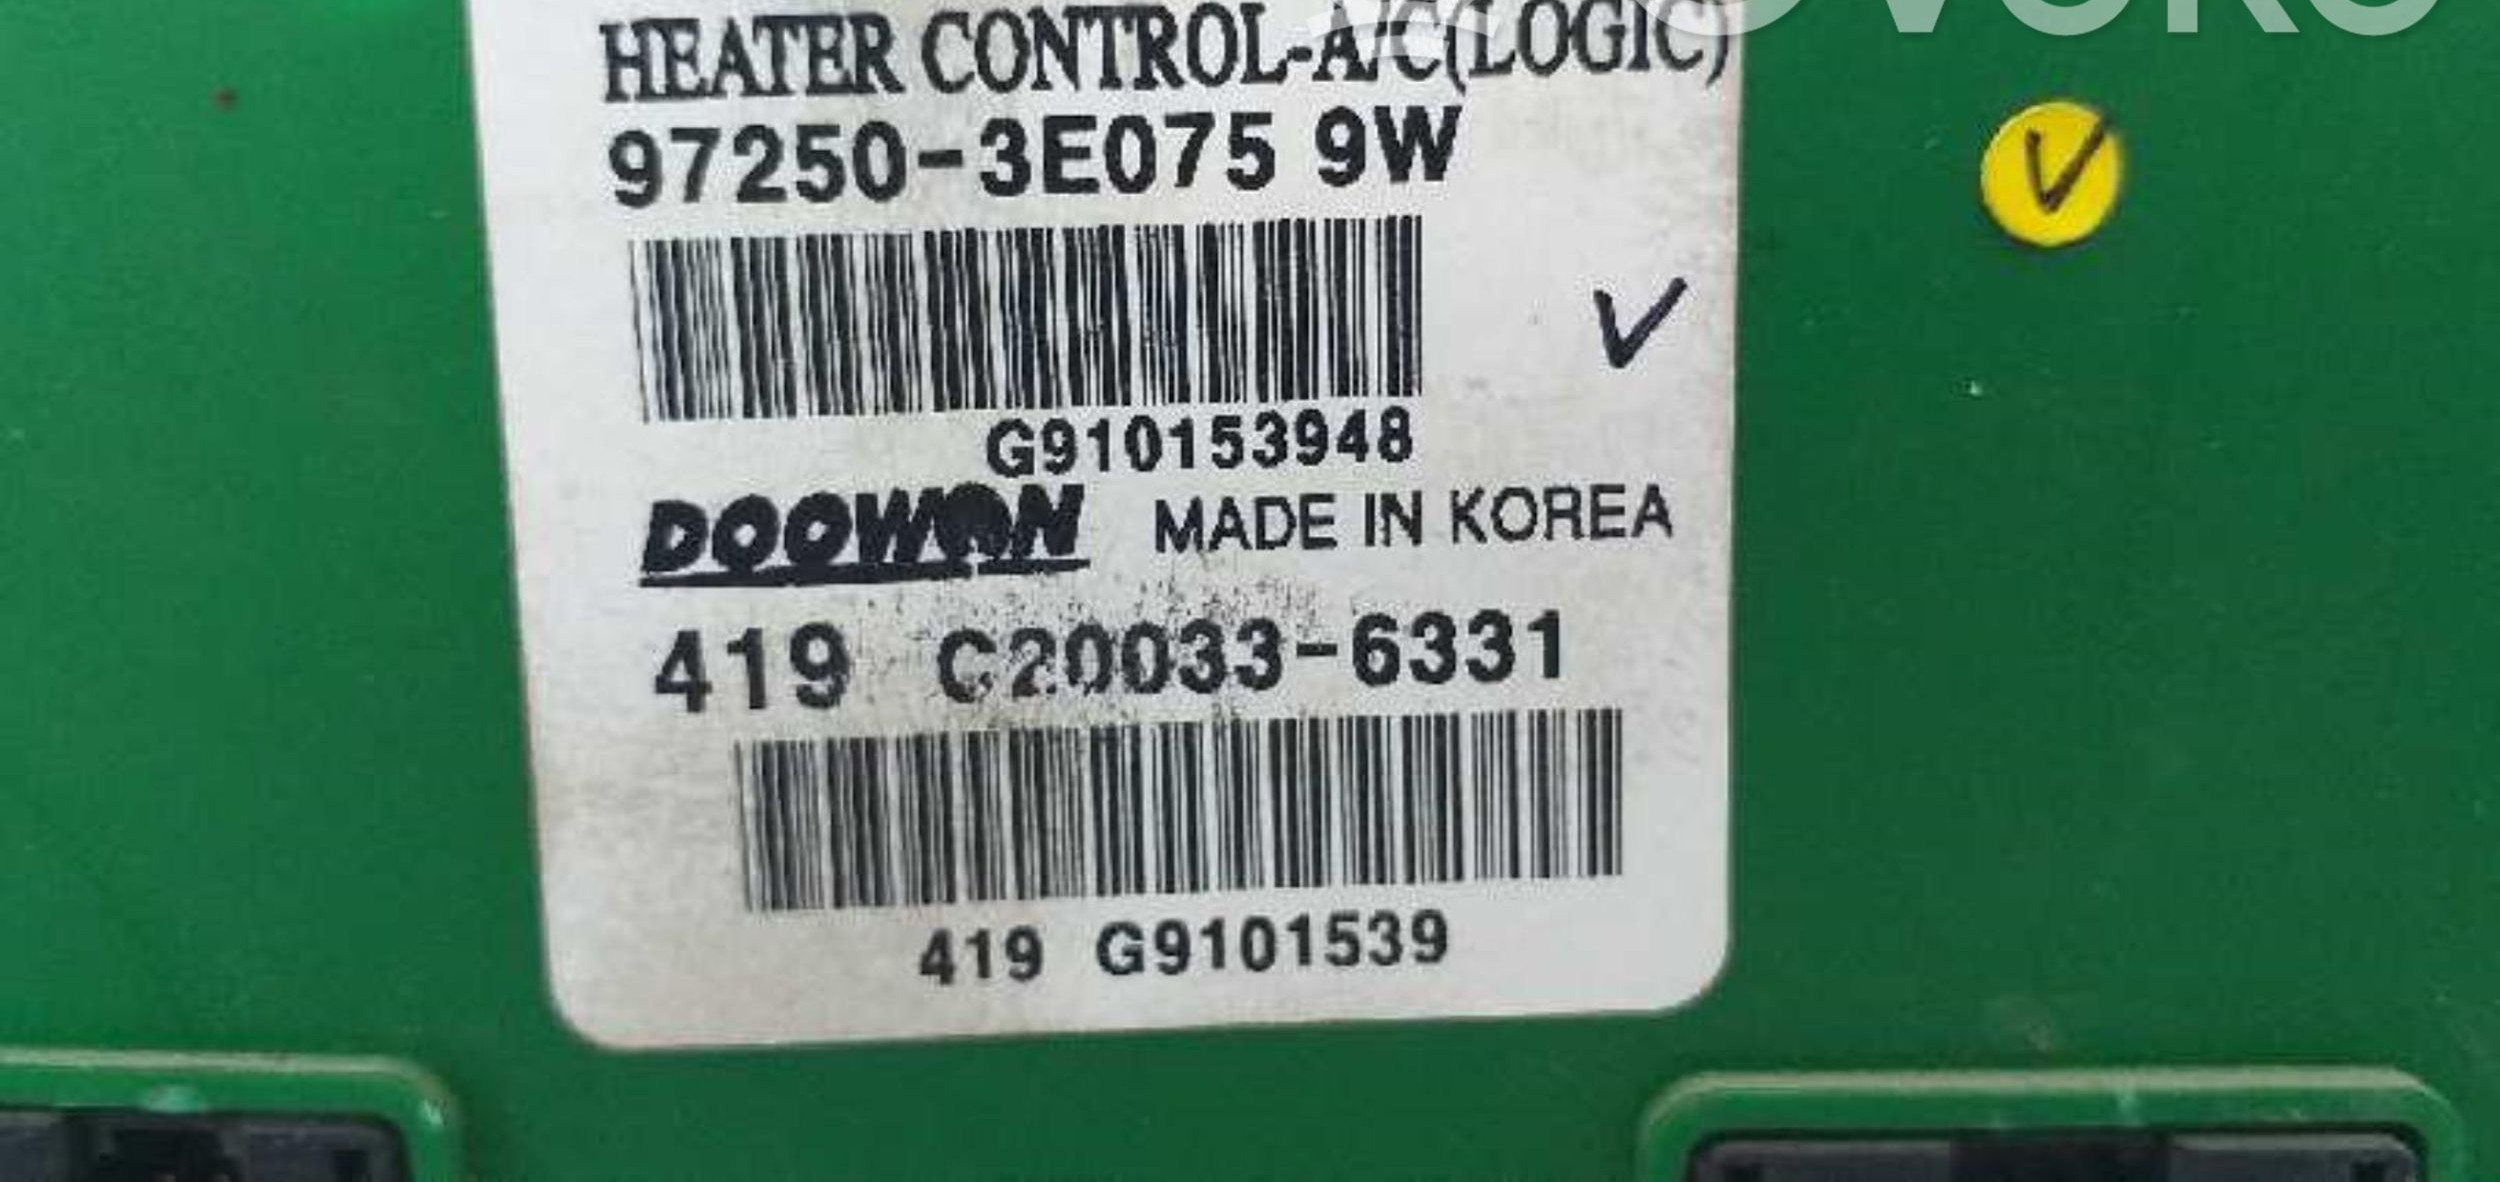 HEATER CONTROL-A/C(LOGIC)
97250-3E075 9W
G910153948
DOOWON MADE IN KOREA
419 C20033-6331
419 G9101539